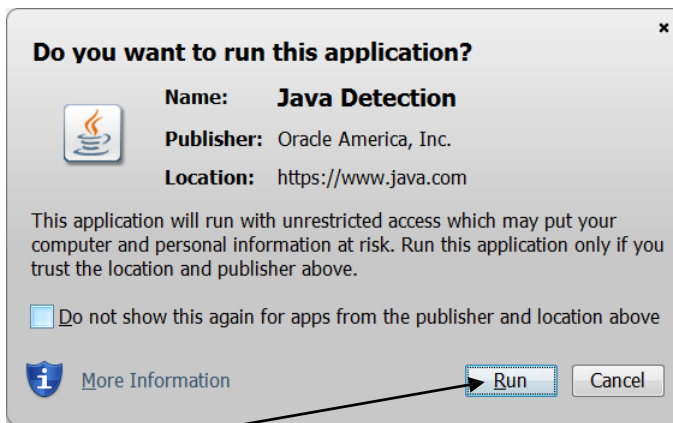 Do you want to run this application?
Name: Java Detection
Publisher: Oracle America, Inc.
Location: https://www.java.com
This application will run with unrestricted access which may put your
computer and personal information at risk. Run this application only if you
trust the location and publisher above.
Do not show this again for apps from the publisher and location above
More Information
Run
Cancel